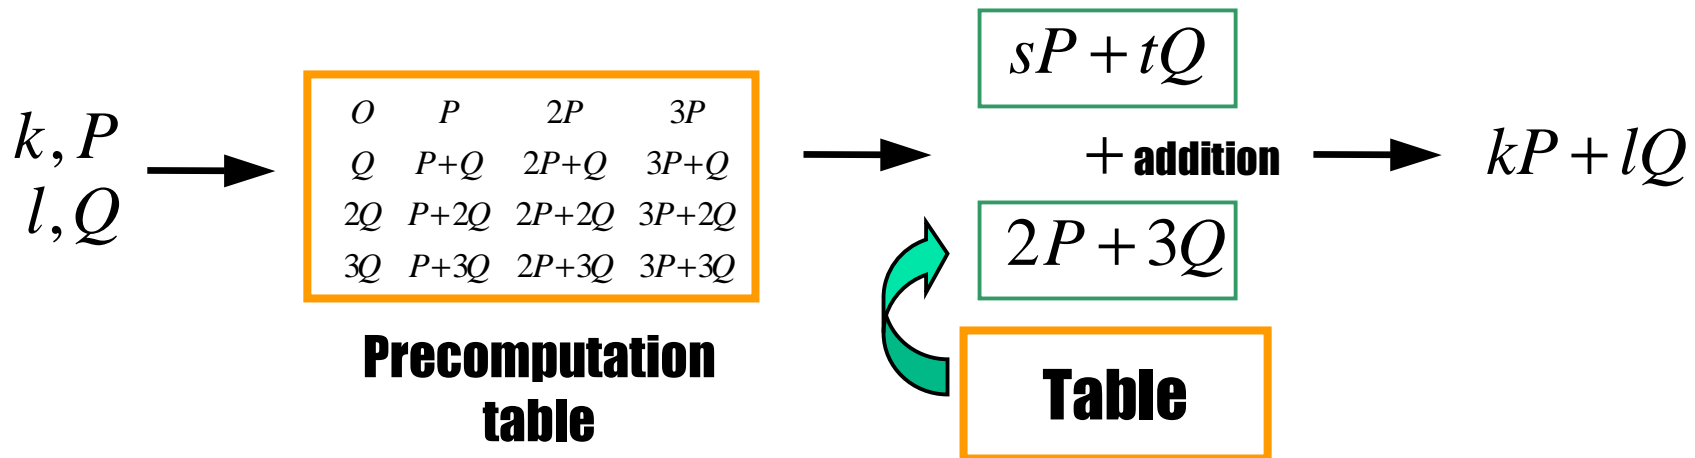 k, P
l, Q
O P 2P 3P
Q P+Q 2P+Q 3P+Q
2Q P+2Q 2P+2Q 3P+2Q
3Q P+3Q 2P+3Q 3P+3Q
Precomputation
table
sP + tQ
+ addition
2P + 3Q
Table
kP + lQ